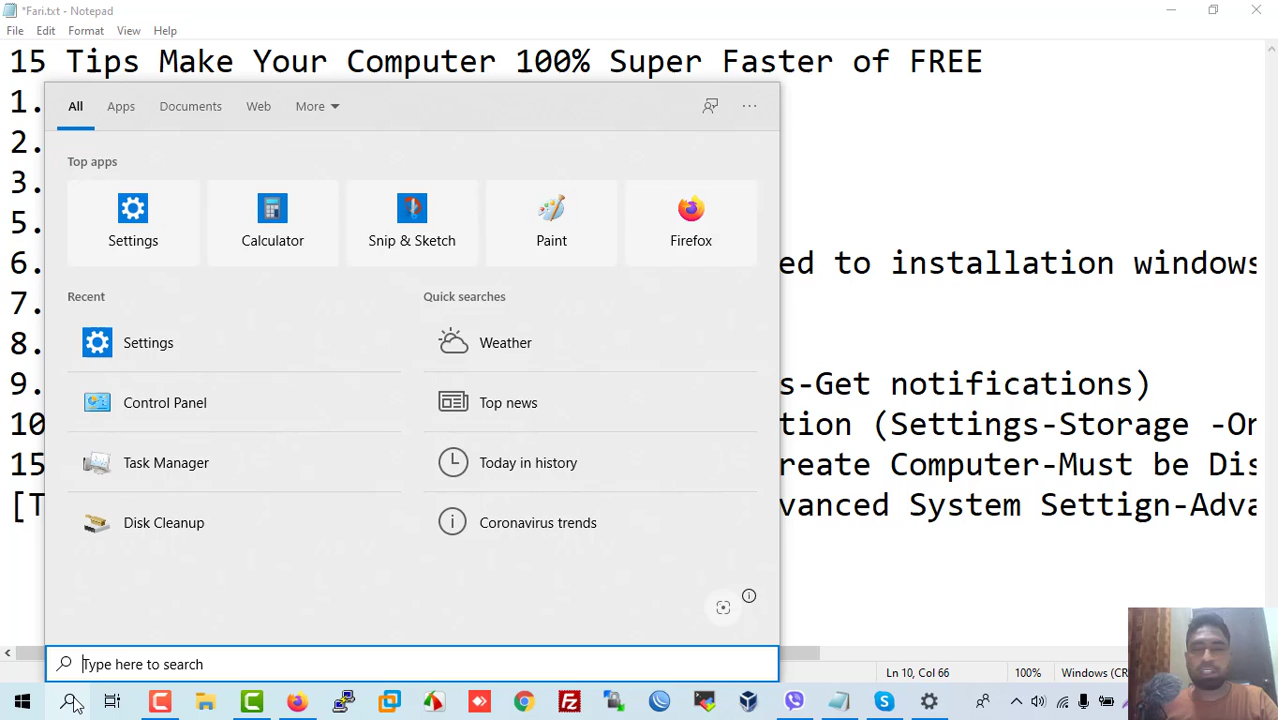 *Fari.txt - Notepad
File Edit Format View Help
15 Tips Make Your Computer 100% Super Faster of FREE
1.
2.
3.
5.
6. ed to installation windows
7.
9. s-Get notifications)
10 tion (Settings-Storage -On
15 reate Computer-Must be Dis
[T vanced System Settign-Adva
All Apps Documents Web More
Top apps
Settings Calculator Snip & Sketch Paint Firefox
Recent Quick searches
Settings Weather
Control Panel Top news
Task Manager Today in history
Disk Cleanup Coronavirus trends
Type here to search
Ln 10, Col 66 100% Windows (CR